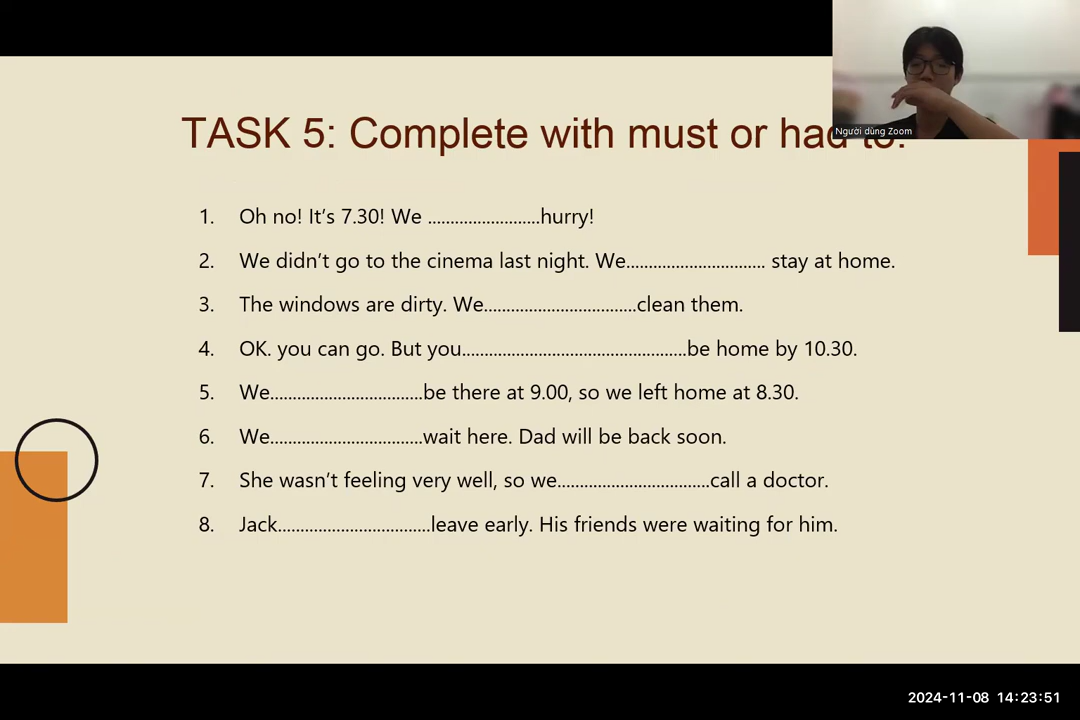 TASK 5: Complete with must or had to.
Người dùng Zoom
1. Oh no! It’s 7.30! We .........................hurry!
2. We didn’t go to the cinema last night. We............................... stay at home.
3. The windows are dirty. We..................................clean them.
4. OK. you can go. But you..................................................be home by 10.30.
5. We..................................be there at 9.00, so we left home at 8.30.
6. We..................................wait here. Dad will be back soon.
7. She wasn’t feeling very well, so we..................................call a doctor.
8. Jack..................................leave early. His friends were waiting for him.
2024-11-08 14:23:51